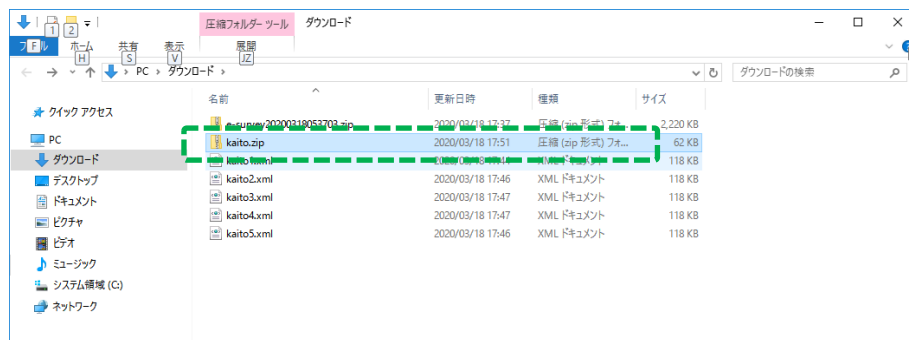 1 2 圧縮フォルダー ツール ダウンロード
ファイル ホーム 共有 表示 展開
F H S V JZ
PC ダウンロード ダウンロードの検索
名前 更新日時 種類 サイズ
クイック アクセス
PC
ダウンロード
デスクトップ
ドキュメント
ピクチャ
ビデオ
ミュージック
システム領域 (C:)
ネットワーク
e-survey20200318053703.zip 2020/03/18 17:37 圧縮 (zip 形式) フォ... 2,220 KB
kaito.zip 2020/03/18 17:51 圧縮 (zip 形式) フォ... 62 KB
XML ドキュメント 118 KB
kaito2.xml 2020/03/18 17:46 XML ドキュメント 118 KB
kaito3.xml 2020/03/18 17:47 XML ドキュメント 118 KB
kaito4.xml 2020/03/18 17:47 XML ドキュメント 118 KB
kaito5.xml 2020/03/18 17:46 XML ドキュメント 118 KB